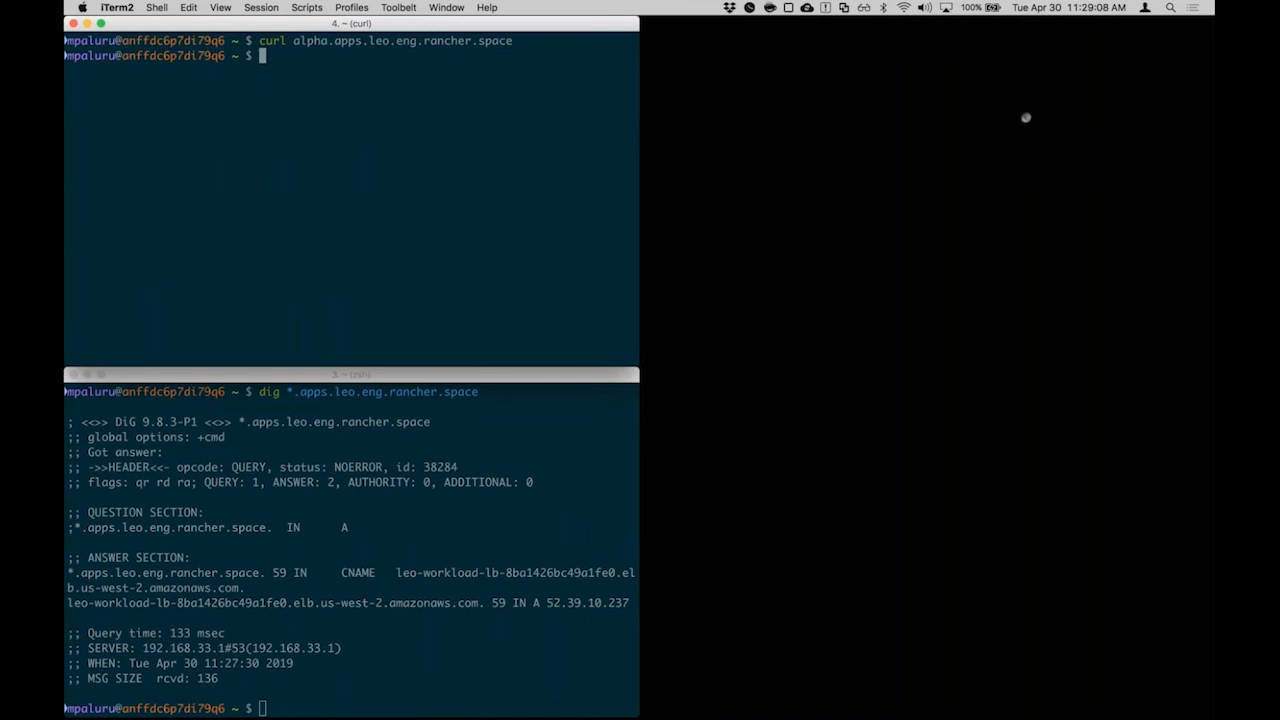 iTerm2 Shell Edit View Session Scripts Profiles Toolbelt Window Help 100% Tue Apr 30 11:29:08 AM
4. ~ (curl)
mpaluru@anffdc6p7di79q6 ~ $ curl alpha.apps.leo.eng.rancher.space
mpaluru@anffdc6p7di79q6 ~ $
3. ~ (zsh)
mpaluru@anffdc6p7di79q6 ~ $ dig *.apps.leo.eng.rancher.space
; <<>> DiG 9.8.3-P1 <<>> *.apps.leo.eng.rancher.space
;; global options: +cmd
;; Got answer:
;; ->>HEADER<<- opcode: QUERY, status: NOERROR, id: 38284
;; flags: qr rd ra; QUERY: 1, ANSWER: 2, AUTHORITY: 0, ADDITIONAL: 0
;; QUESTION SECTION:
;*.apps.leo.eng.rancher.space. IN A
;; ANSWER SECTION:
*.apps.leo.eng.rancher.space. 59 IN CNAME leo-workload-lb-8ba1426bc49a1fe0.el
b.us-west-2.amazonaws.com.
leo-workload-lb-8ba1426bc49a1fe0.elb.us-west-2.amazonaws.com. 59 IN A 52.39.10.237
;; Query time: 133 msec
;; SERVER: 192.168.33.1#53(192.168.33.1)
;; WHEN: Tue Apr 30 11:27:30 2019
;; MSG SIZE rcvd: 136
mpaluru@anffdc6p7di79q6 ~ $